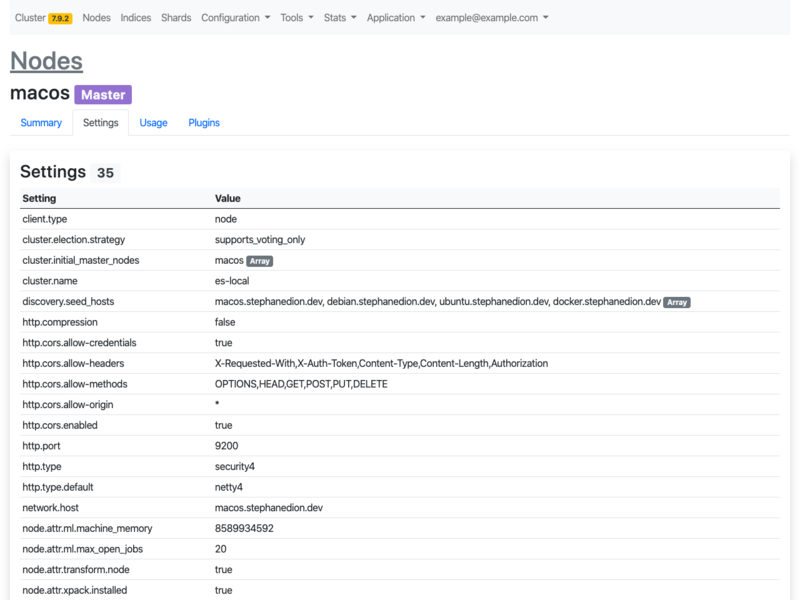 Cluster 7.9.2 Nodes Indices Shards Configuration Tools Stats Application example@example.com
Nodes
macos Master
Summary Settings Usage Plugins
Settings 35
Setting Value
client.type node
cluster.election.strategy supports_voting_only
cluster.initial_master_nodes macos Array
cluster.name es-local
discovery.seed_hosts macos.stephanedion.dev, debian.stephanedion.dev, ubuntu.stephanedion.dev, docker.stephanedion.dev Array
http.compression false
http.cors.allow-credentials true
http.cors.allow-headers X-Requested-With,X-Auth-Token,Content-Type,Content-Length,Authorization
http.cors.allow-methods OPTIONS,HEAD,GET,POST,PUT,DELETE
http.cors.allow-origin *
http.cors.enabled true
http.port 9200
http.type security4
http.type.default netty4
network.host macos.stephanedion.dev
node.attr.ml.machine_memory 8589934592
node.attr.ml.max_open_jobs 20
node.attr.transform.node true
node.attr.xpack.installed true